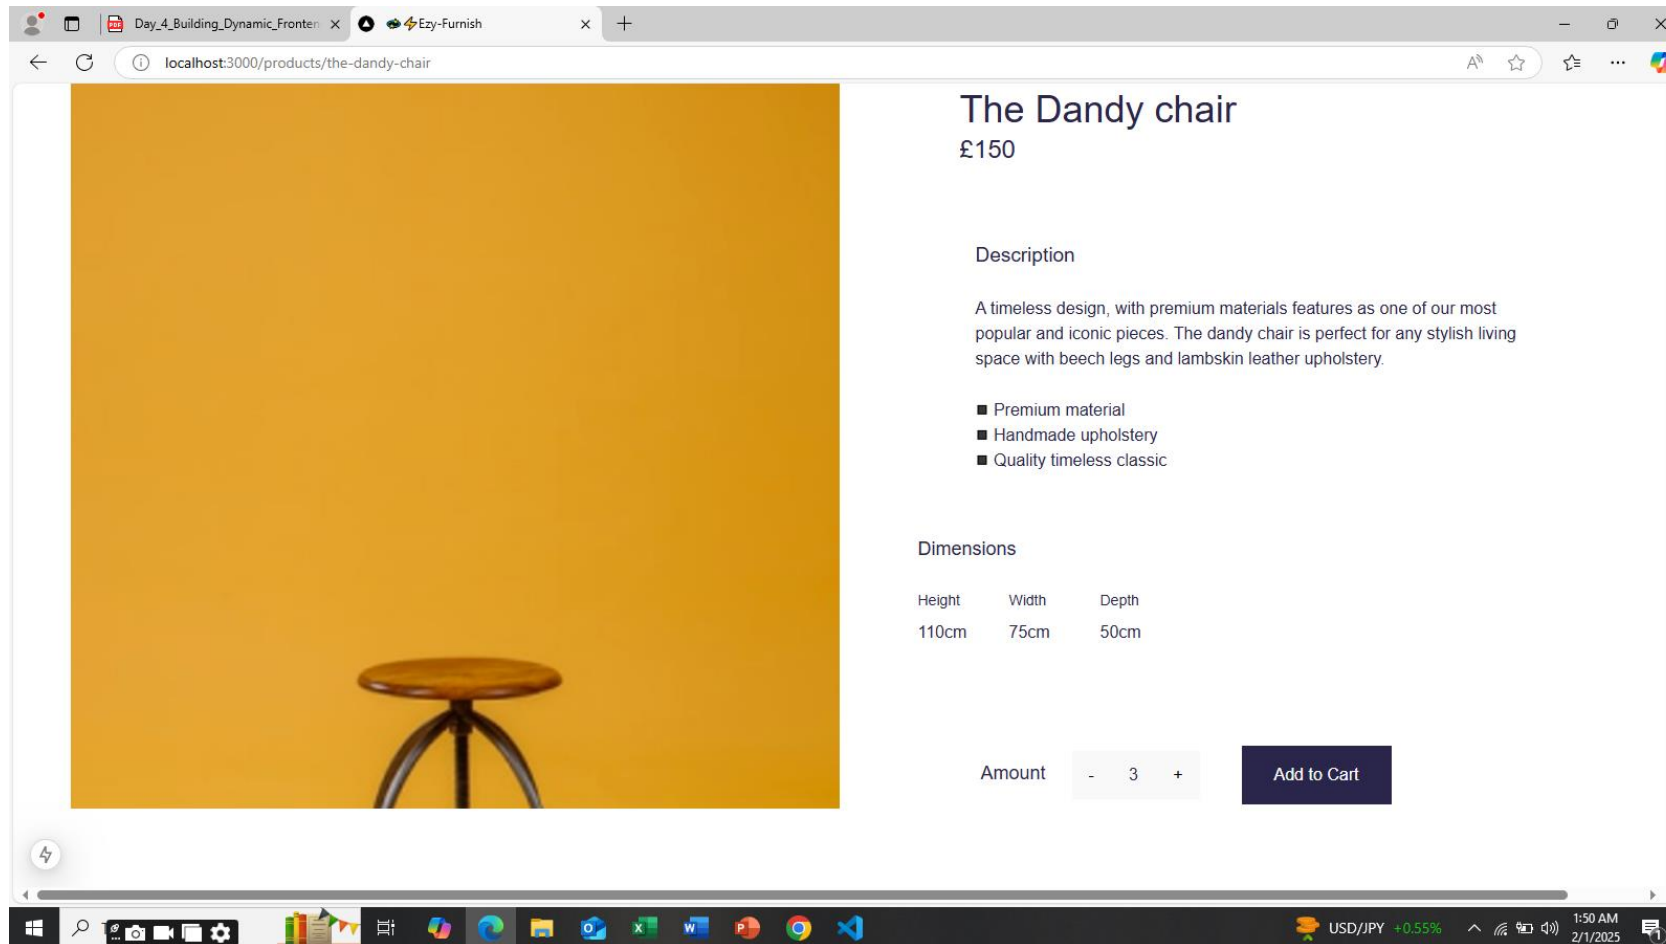 Day_4_Building_Dynamic_Fronten
Ezy-Furnish
localhost:3000/products/the-dandy-chair
The Dandy chair
£150
Description
A timeless design, with premium materials features as one of our most
popular and iconic pieces. The dandy chair is perfect for any stylish living
space with beech legs and lambskin leather upholstery.
Premium material
Handmade upholstery
Quality timeless classic
Dimensions
Height Width Depth
110cm 75cm 50cm
Amount - 3 + Add to Cart
USD/JPY +0.55%
1:50 AM
2/1/2025